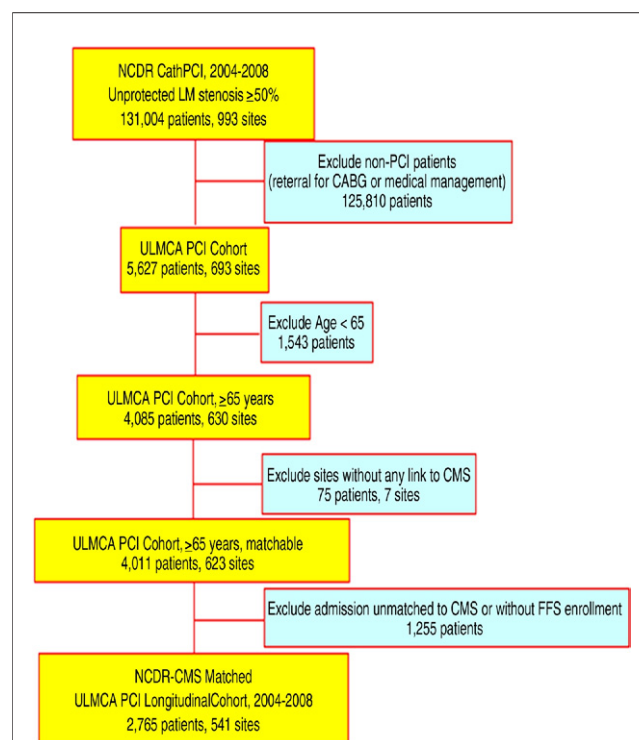 NCDR CathPCI, 2004-2008
Unprotected LM stenosis ≥50%
131,004 patients, 993 sites
Exclude non-PCI patients
(referral for CABG or medical management)
125,810 patients
ULMCA PCI Cohort
5,627 patients, 693 sites
Exclude Age < 65
1,543 patients
ULMCA PCI Cohort, ≥65 years
4,085 patients, 630 sites
Exclude sites without any link to CMS
75 patients, 7 sites
ULMCA PCI Cohort, ≥65 years, matchable
4,011 patients, 623 sites
Exclude admission unmatched to CMS or without FFS enrollment
1,255 patients
NCDR-CMS Matched
ULMCA PCI LongitudinalCohort, 2004-2008
2,765 patients, 541 sites